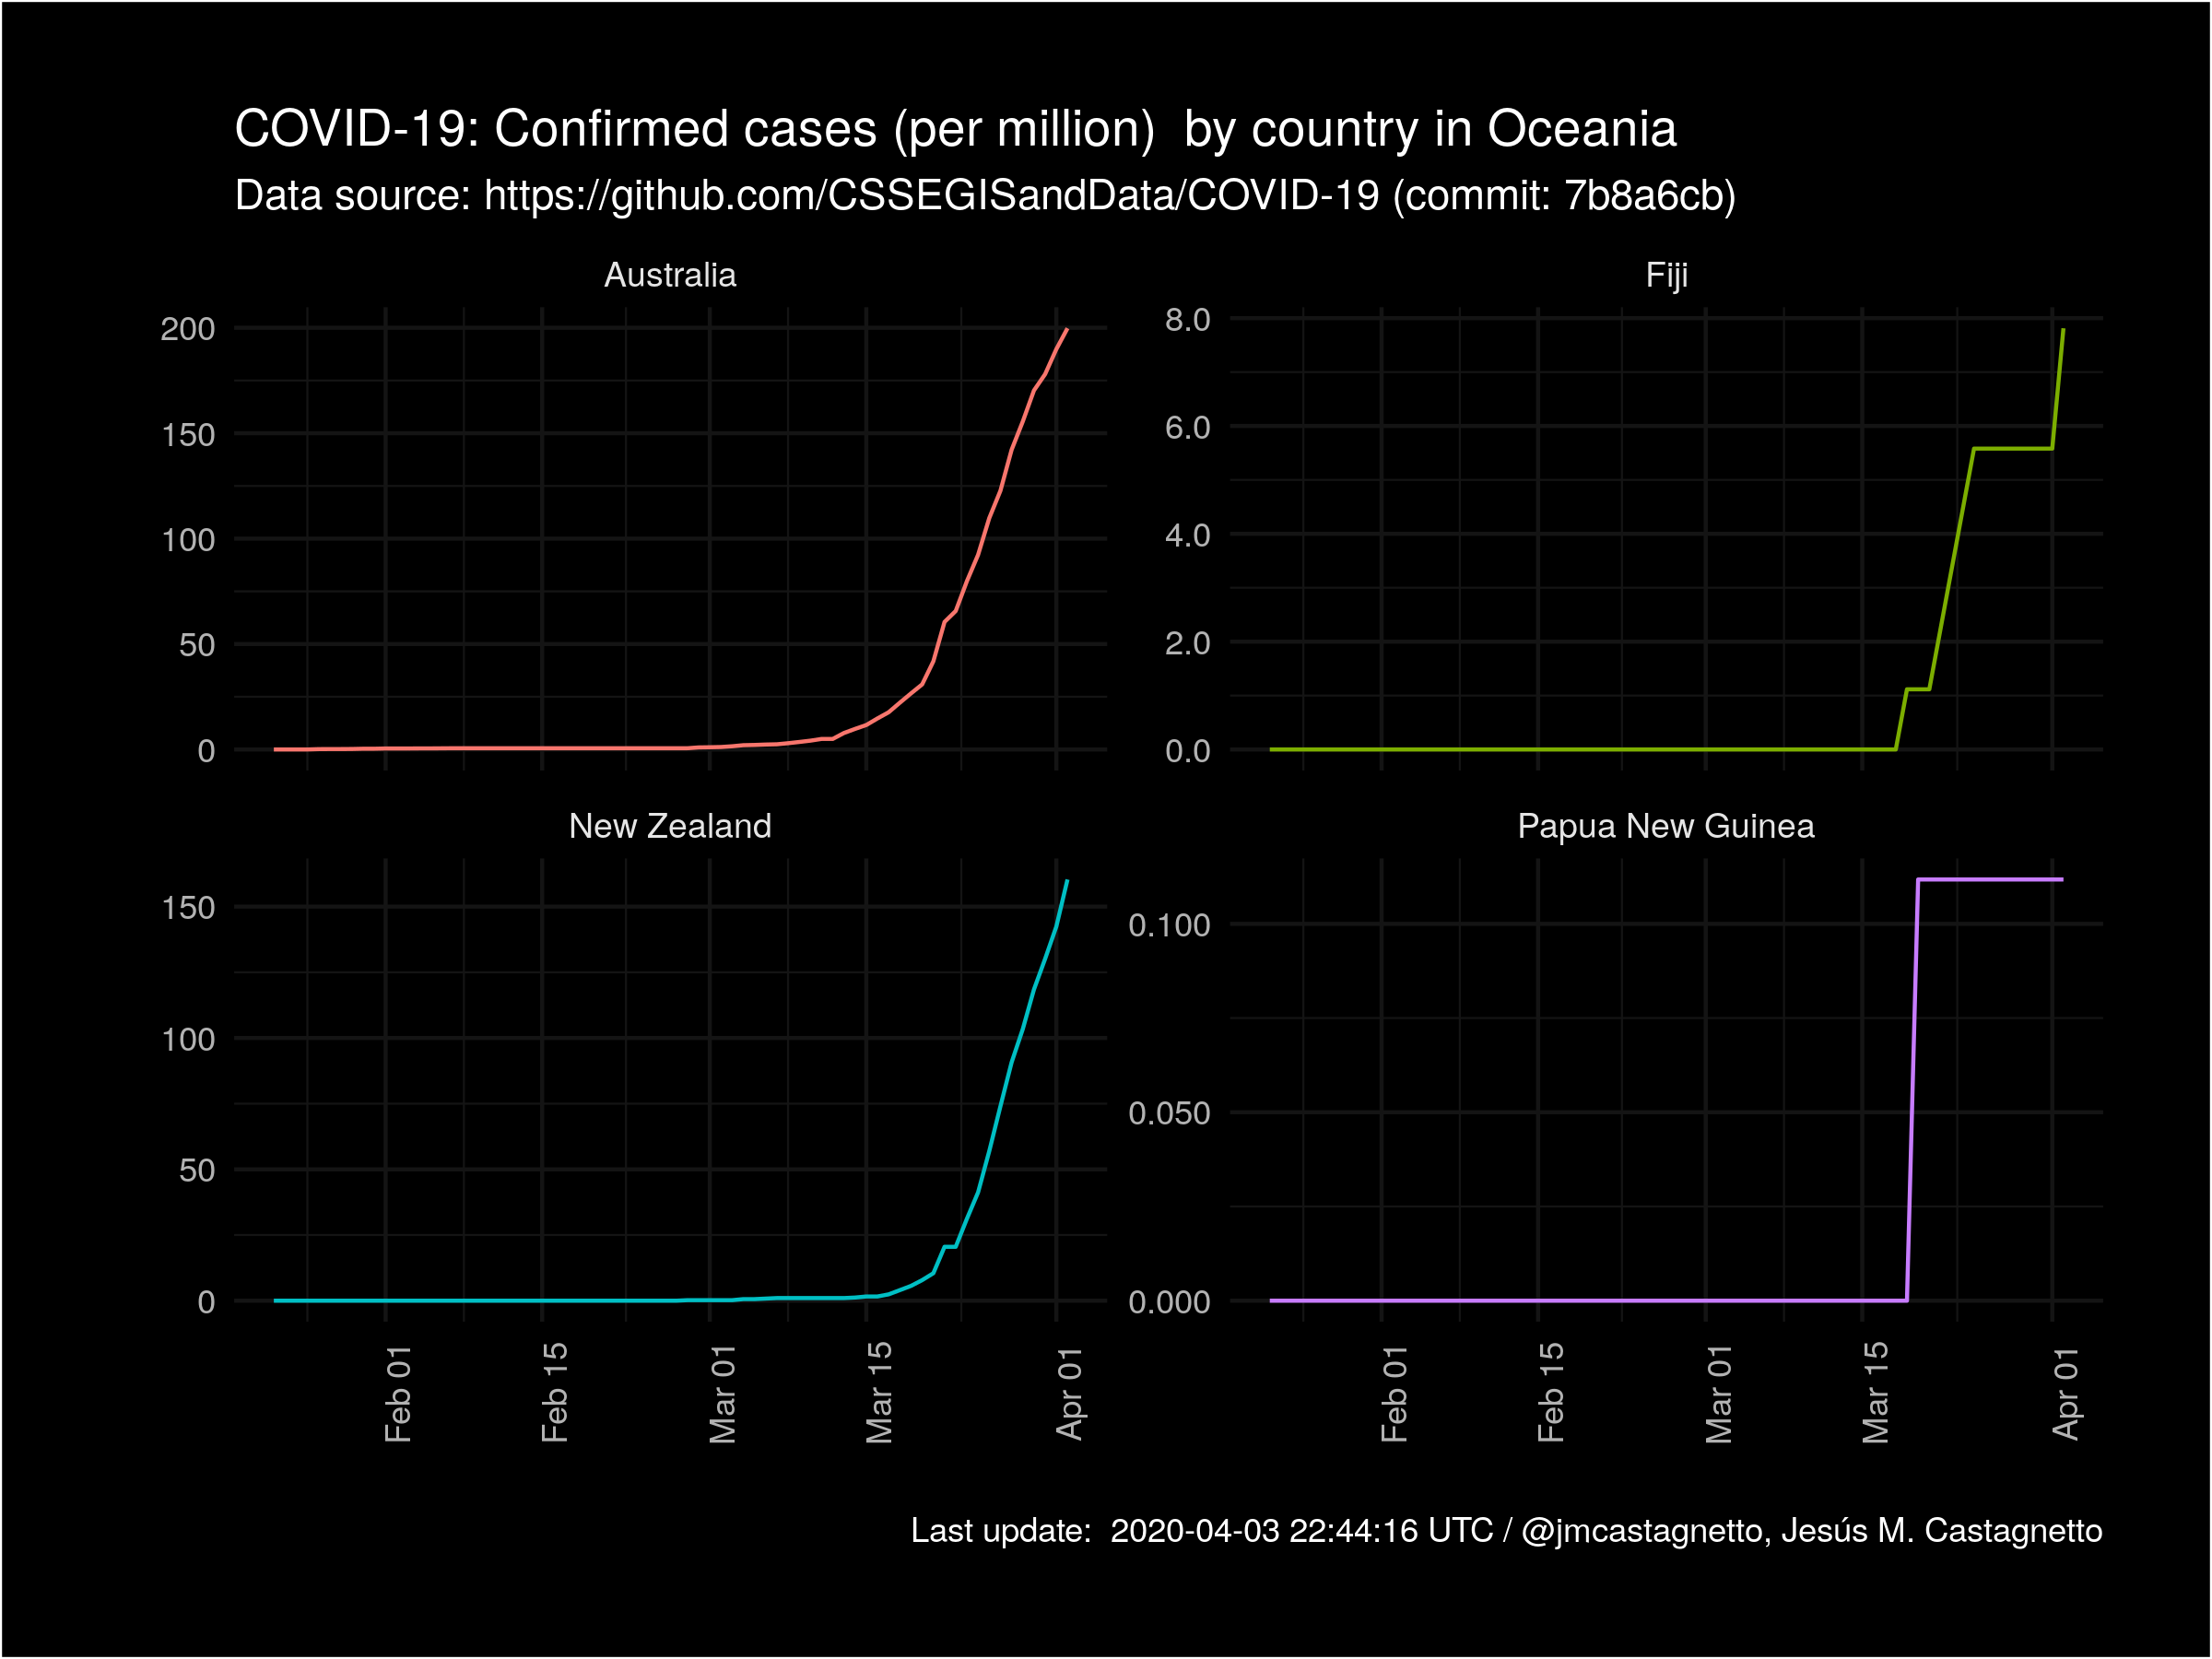 COVID-19: Confirmed cases (per million)  by country in Oceania
Data source: https://github.com/CSSEGISandData/COVID-19 (commit: 7b8a6cb)
Australia
200
150
100
50
0
Fiji
8.0
6.0
4.0
2.0
0.0
New Zealand
150
100
50
0
Feb 01
Feb 15
Mar 01
Mar 15
Apr 01
Papua New Guinea
0.100
0.050
0.000
Feb 01
Feb 15
Mar 01
Mar 15
Apr 01
Last update:  2020-04-03 22:44:16 UTC / @jmcastagnetto, Jesús M. Castagnetto